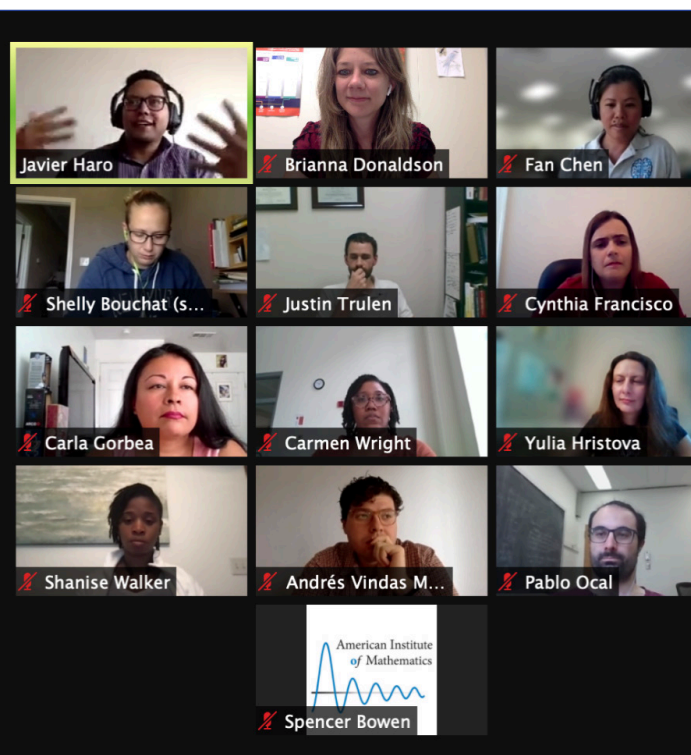 Javier Haro
Brianna Donaldson
Fan Chen
Shelly Bouchat (s...
Justin Trulen
Cynthia Francisco
Carla Gorbea
Carmen Wright
Yulia Hristova
Shanise Walker
Andrés Vindas M...
Pablo Ocal
American Institute
of Mathematics
Spencer Bowen